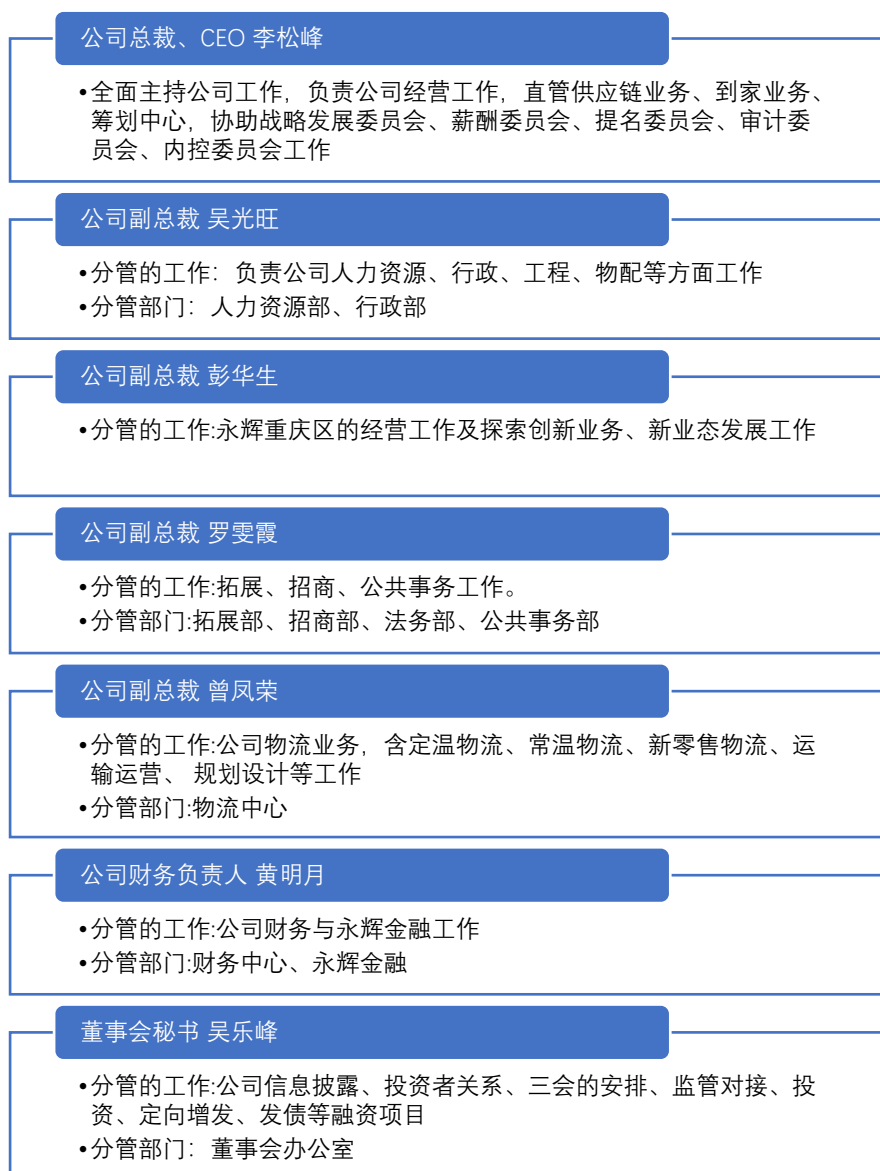 公司总裁、CEO 李松峰
•全面主持公司工作，负责公司经营工作，直管供应链业务、到家业务、
筹划中心，协助战略发展委员会、薪酬委员会、提名委员会、审计委
员会、内控委员会工作
公司副总裁 吴光旺
•分管的工作：负责公司人力资源、行政、工程、物配等方面工作
•分管部门：人力资源部、行政部
公司副总裁 彭华生
•分管的工作:永辉重庆区的经营工作及探索创新业务、新业态发展工作
公司副总裁 罗雯霞
•分管的工作:拓展、招商、公共事务工作。
•分管部门:拓展部、招商部、法务部、公共事务部
公司副总裁 曾凤荣
•分管的工作:公司物流业务，含定温物流、常温物流、新零售物流、运
输运营、 规划设计等工作
•分管部门:物流中心
公司财务负责人 黄明月
•分管的工作:公司财务与永辉金融工作
•分管部门:财务中心、永辉金融
董事会秘书 吴乐峰
•分管的工作:公司信息披露、投资者关系、三会的安排、监管对接、投
资、定向增发、发债等融资项目
•分管部门：董事会办公室